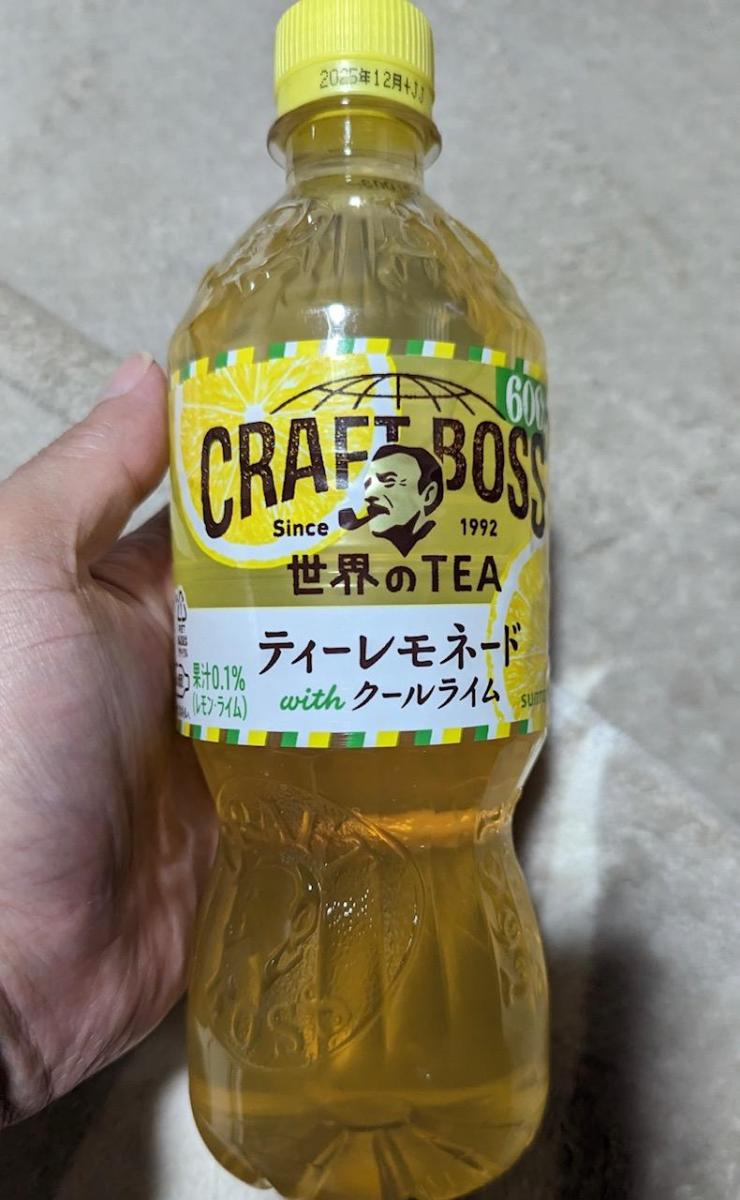 2025年12月+JJ
600
CRAFT BOSS
Since 1992
世界のTEA
ティーレモネード
with クールライム
果汁0.1%
(レモン・ライム)